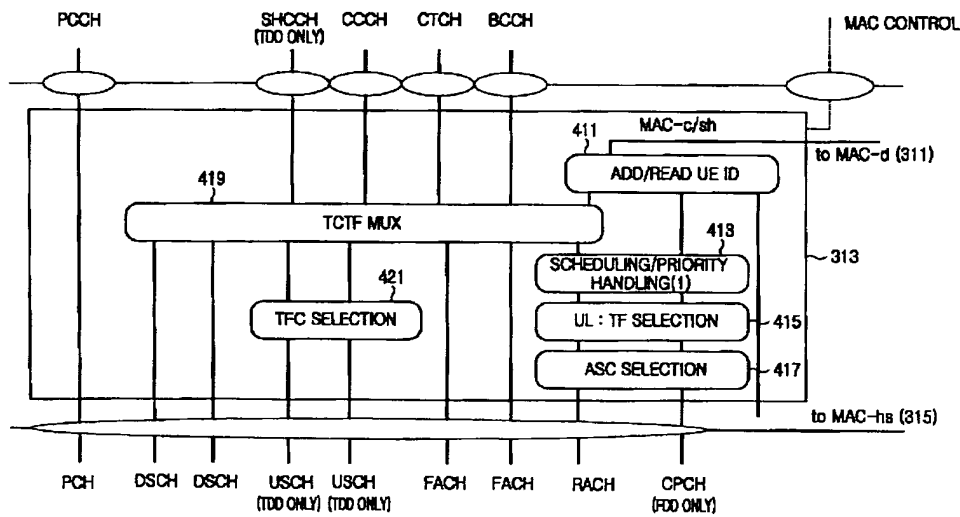 PCCH
SHCCH
(TDD ONLY)
CCCH
CTCH
BCCH
MAC CONTROL
MAC-c/sh
411
to MAC-d (311)
ADD/READ UE ID
419
TCTF MUX
413
SCHEDULING/PRIORITY
HANDLING(1)
313
421
TFC SELECTION
UL : TF SELECTION
415
ASC SELECTION
417
to MAC-hs (315)
PCH
DSCH
DSCH
USCH
(TDD ONLY)
USCH
(TDD ONLY)
FACH
FACH
RACH
CPCH
(FDD ONLY)